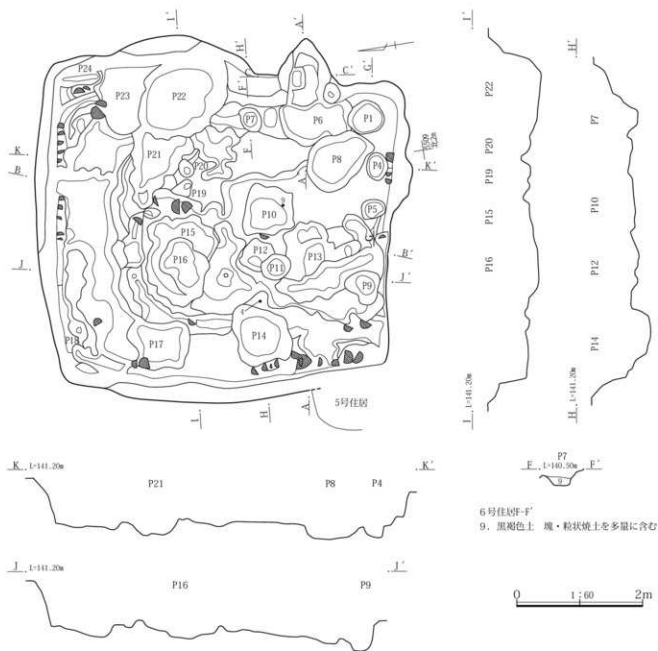 I′
H′
A′
G′
C′
F′
P24
P23
P22
P7
P6
P1
P21
P20
P8
P4
K
K′
B
F
P19
A
P10
P5
P15
P12
P13
B′
P16
P11
J
J′
P9
4
P14
P18
P17
I
H
A
5号住居
I′
P22
P20
P19
P15
P16
I L=141.20m
H′
P7
P10
P12
P14
H L=141.20m
K L=141.20m
K′
P21
P8
P4
J L=141.20m
J′
P16
P9
P7
F L=140.50m F′
9
6号住居F-F′
9. 黒褐色土 塊・粒状焼土を多量に含む
0 1:60 2m